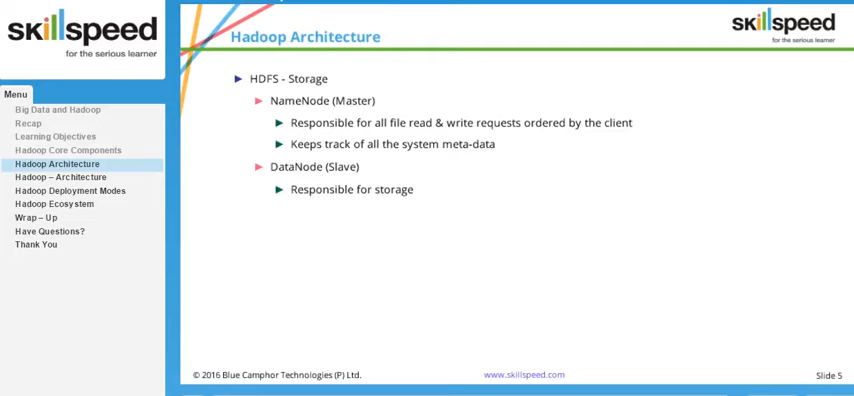 skillspeed
for the serious learner
Menu
Big Data and Hadoop
Recap
Learning Objectives
Hadoop Core Components
Hadoop Architecture
Hadoop – Architecture
Hadoop Deployment Modes
Hadoop Ecosystem
Wrap – Up
Have Questions?
Thank You
Hadoop Architecture
skillspeed
for the serious learner
HDFS - Storage
NameNode (Master)
Responsible for all file read & write requests ordered by the client
Keeps track of all the system meta-data
DataNode (Slave)
Responsible for storage
© 2016 Blue Camphor Technologies (P) Ltd.
www.skillspeed.com
Slide 5